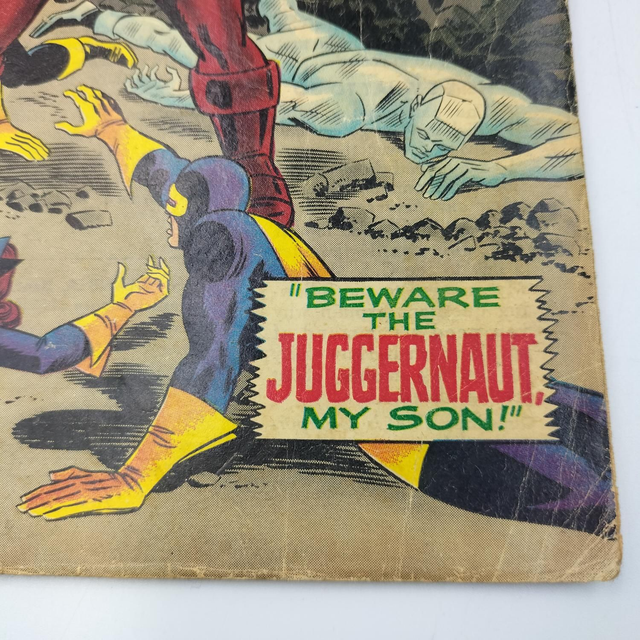 "BEWARE
THE
JUGGERNAUT,
MY SON!"